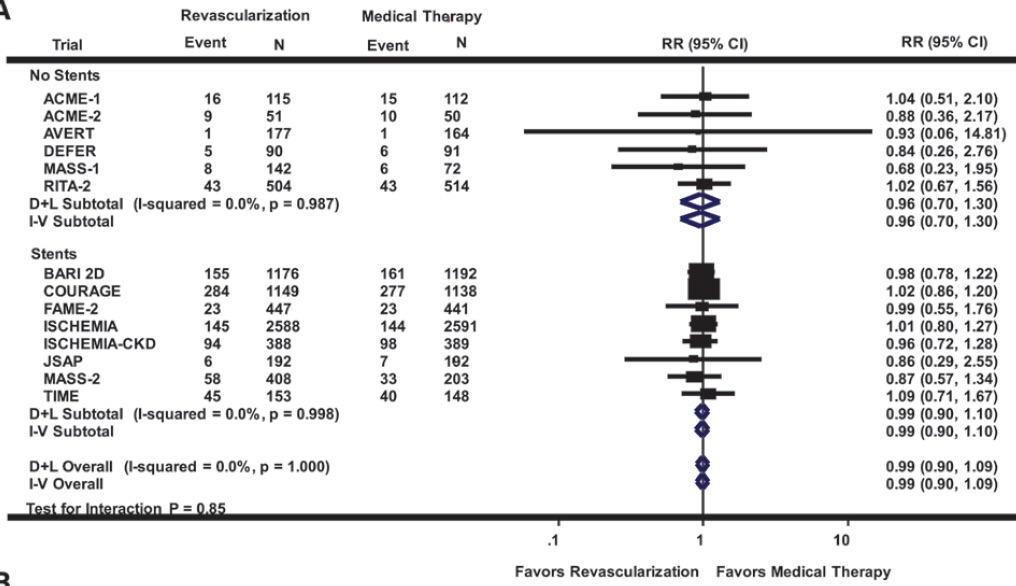 A
Revascularization Medical Therapy
Trial Event N Event N RR (95% CI) RR (95% CI)
No Stents
ACME-1 16 115 15 112 1.04 (0.51, 2.10)
ACME-2 9 51 10 50 0.88 (0.36, 2.17)
AVERT 1 177 1 164 0.93 (0.06, 14.81)
DEFER 5 90 6 91 0.84 (0.26, 2.76)
MASS-1 8 142 6 72 0.68 (0.23, 1.95)
RITA-2 43 504 43 514 1.02 (0.67, 1.56)
D+L Subtotal (I-squared = 0.0%, p = 0.987) 0.96 (0.70, 1.30)
I-V Subtotal 0.96 (0.70, 1.30)
Stents
BARI 2D 155 1176 161 1192 0.98 (0.78, 1.22)
COURAGE 284 1149 277 1138 1.02 (0.86, 1.20)
FAME-2 23 447 23 441 0.99 (0.55, 1.76)
ISCHEMIA 145 2588 144 2591 1.01 (0.80, 1.27)
ISCHEMIA-CKD 94 388 98 389 0.96 (0.72, 1.28)
JSAP 6 192 7 192 0.86 (0.29, 2.55)
MASS-2 58 408 33 203 0.87 (0.57, 1.34)
TIME 45 153 40 148 1.09 (0.71, 1.67)
D+L Subtotal (I-squared = 0.0%, p = 0.998) 0.99 (0.90, 1.10)
I-V Subtotal 0.99 (0.90, 1.10)
D+L Overall (I-squared = 0.0%, p = 1.000) 0.99 (0.90, 1.09)
I-V Overall 0.99 (0.90, 1.09)
Test for Interaction P = 0.85
.1 1 10
Favors Revascularization Favors Medical Therapy
B